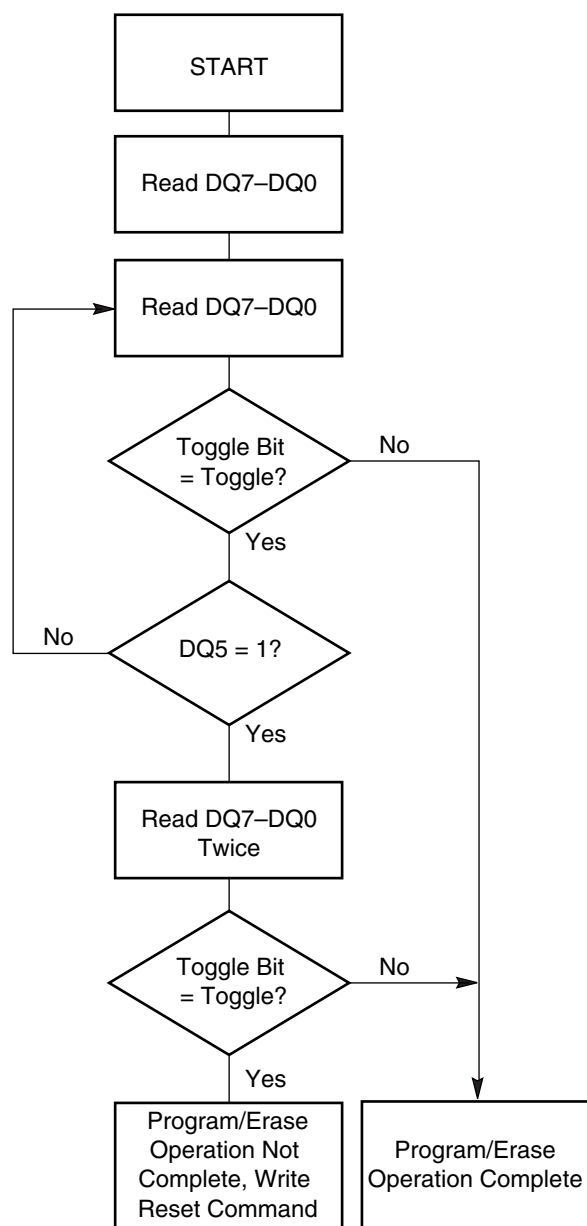 START
Read DQ7–DQ0
Read DQ7–DQ0
Toggle Bit
= Toggle?
No
Yes
No
DQ5 = 1?
Yes
Read DQ7–DQ0
Twice
Toggle Bit
= Toggle?
No
Yes
Program/Erase
Operation Not
Complete, Write
Reset Command
Program/Erase
Operation Complete